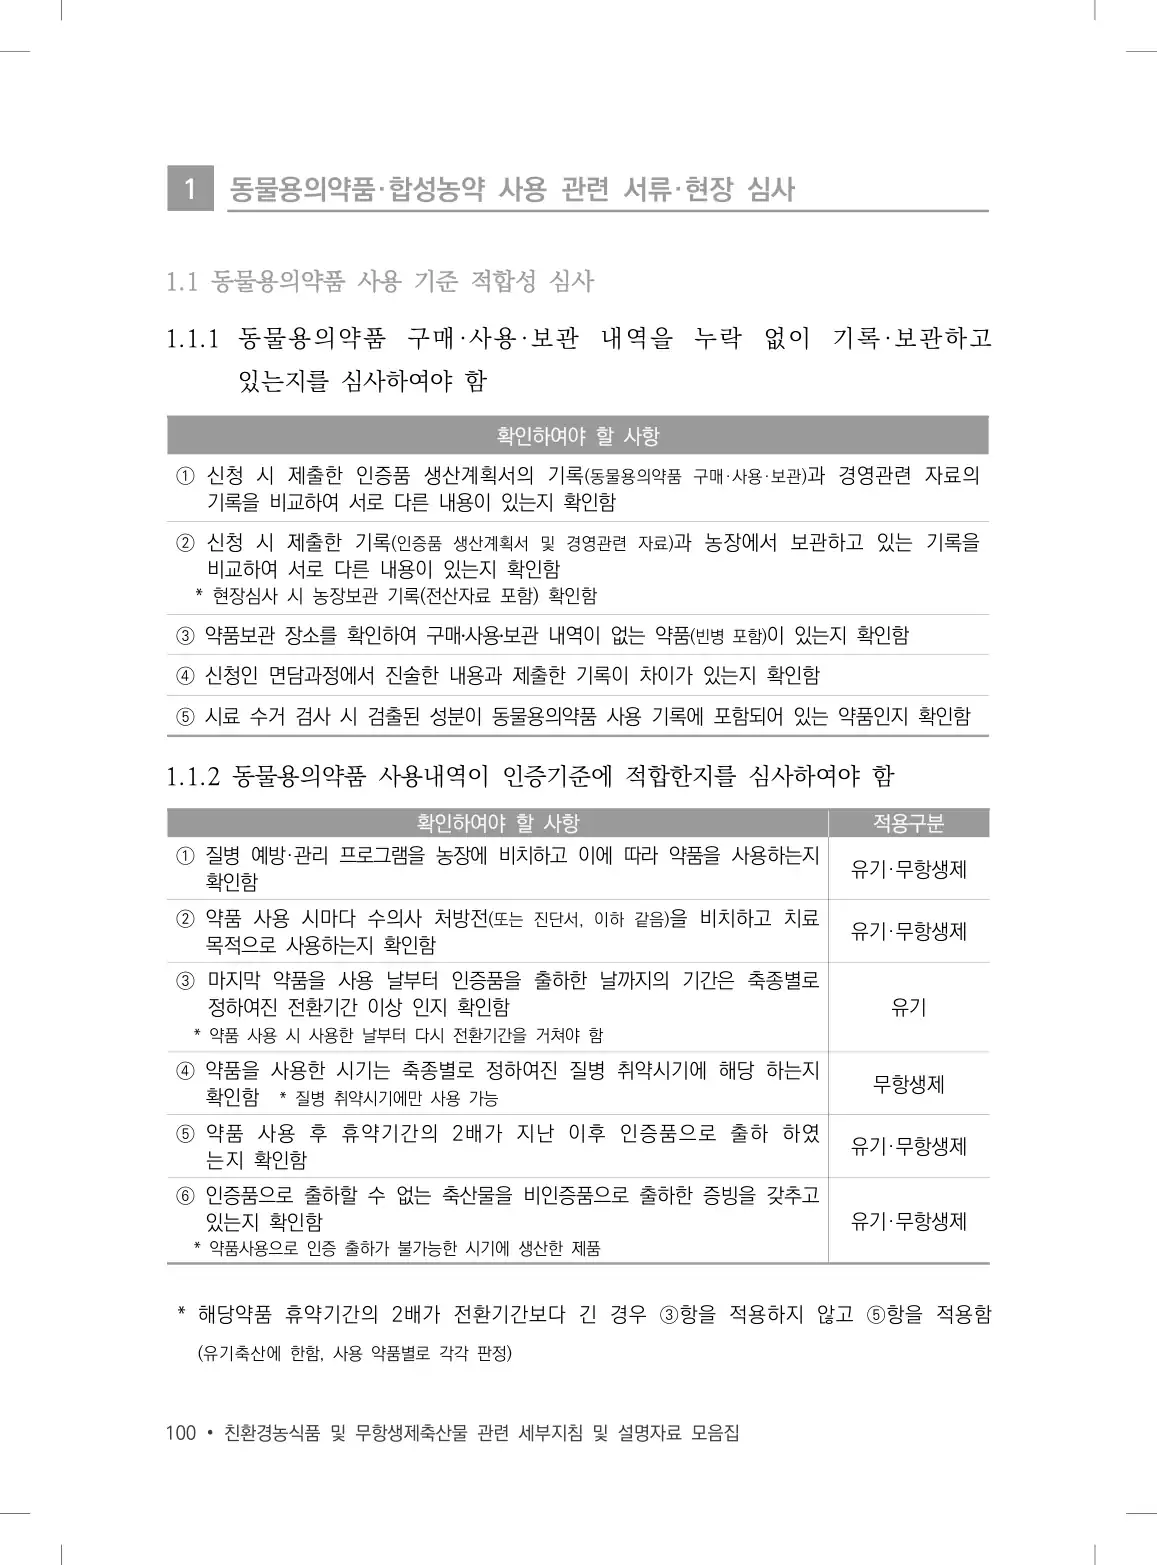 1 동물용의약품·합성농약 사용 관련 서류·현장 심사
1.1 동물용의약품 사용 기준 적합성 심사
1.1.1 동물용의약품 구매·사용·보관 내역을 누락 없이 기록·보관하고
있는지를 심사하여야 함
확인하여야 할 사항
① 신청 시 제출한 인증품 생산계획서의 기록(동물용의약품 구매·사용·보관)과 경영관련 자료의
기록을 비교하여 서로 다른 내용이 있는지 확인함
② 신청 시 제출한 기록(인증품 생산계획서 및 경영관련 자료)과 농장에서 보관하고 있는 기록을
비교하여 서로 다른 내용이 있는지 확인함
* 현장심사 시 농장보관 기록(전산자료 포함) 확인함
③ 약품보관 장소를 확인하여 구매·사용·보관 내역이 없는 약품(빈병 포함)이 있는지 확인함
④ 신청인 면담과정에서 진술한 내용과 제출한 기록이 차이가 있는지 확인함
⑤ 시료 수거 검사 시 검출된 성분이 동물용의약품 사용 기록에 포함되어 있는 약품인지 확인함
1.1.2 동물용의약품 사용내역이 인증기준에 적합한지를 심사하여야 함
확인하여야 할 사항 적용구분
① 질병 예방·관리 프로그램을 농장에 비치하고 이에 따라 약품을 사용하는지
확인함
유기·무항생제
② 약품 사용 시마다 수의사 처방전(또는 진단서, 이하 같음)을 비치하고 치료
목적으로 사용하는지 확인함
유기·무항생제
③ 마지막 약품을 사용 날부터 인증품을 출하한 날까지의 기간은 축종별로
정하여진 전환기간 이상 인지 확인함
* 약품 사용 시 사용한 날부터 다시 전환기간을 거쳐야 함
유기
④ 약품을 사용한 시기는 축종별로 정하여진 질병 취약시기에 해당 하는지
확인함 * 질병 취약시기에만 사용 가능
무항생제
⑤ 약품 사용 후 휴약기간의 2배가 지난 이후 인증품으로 출하 하였
는지 확인함
유기·무항생제
⑥ 인증품으로 출하할 수 없는 축산물을 비인증품으로 출하한 증빙을 갖추고
있는지 확인함
* 약품사용으로 인증 출하가 불가능한 시기에 생산한 제품
유기·무항생제
* 해당약품 휴약기간의 2배가 전환기간보다 긴 경우 ③항을 적용하지 않고 ⑤항을 적용함
(유기축산에 한함, 사용 약품별로 각각 판정)
100 • 친환경농식품 및 무항생제축산물 관련 세부지침 및 설명자료 모음집